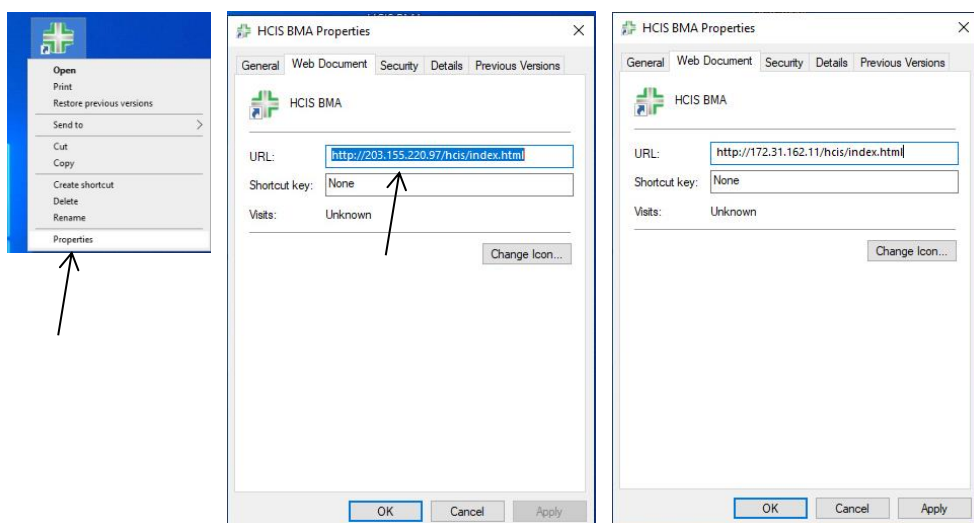 Open
Print
Restore previous versions
Send to
Cut
Copy
Create shortcut
Delete
Rename
Properties
HCIS BMA Properties
General Web Document Security Details Previous Versions
HCIS BMA
URL: http://203.155.220.97/hcis/index.html
Shortcut key: None
Visits: Unknown
Change Icon...
OK Cancel Apply
HCIS BMA Properties
General Web Document Security Details Previous Versions
HCIS BMA
URL: http://172.31.162.11/hcis/index.html
Shortcut key: None
Visits: Unknown
Change Icon...
OK Cancel Apply